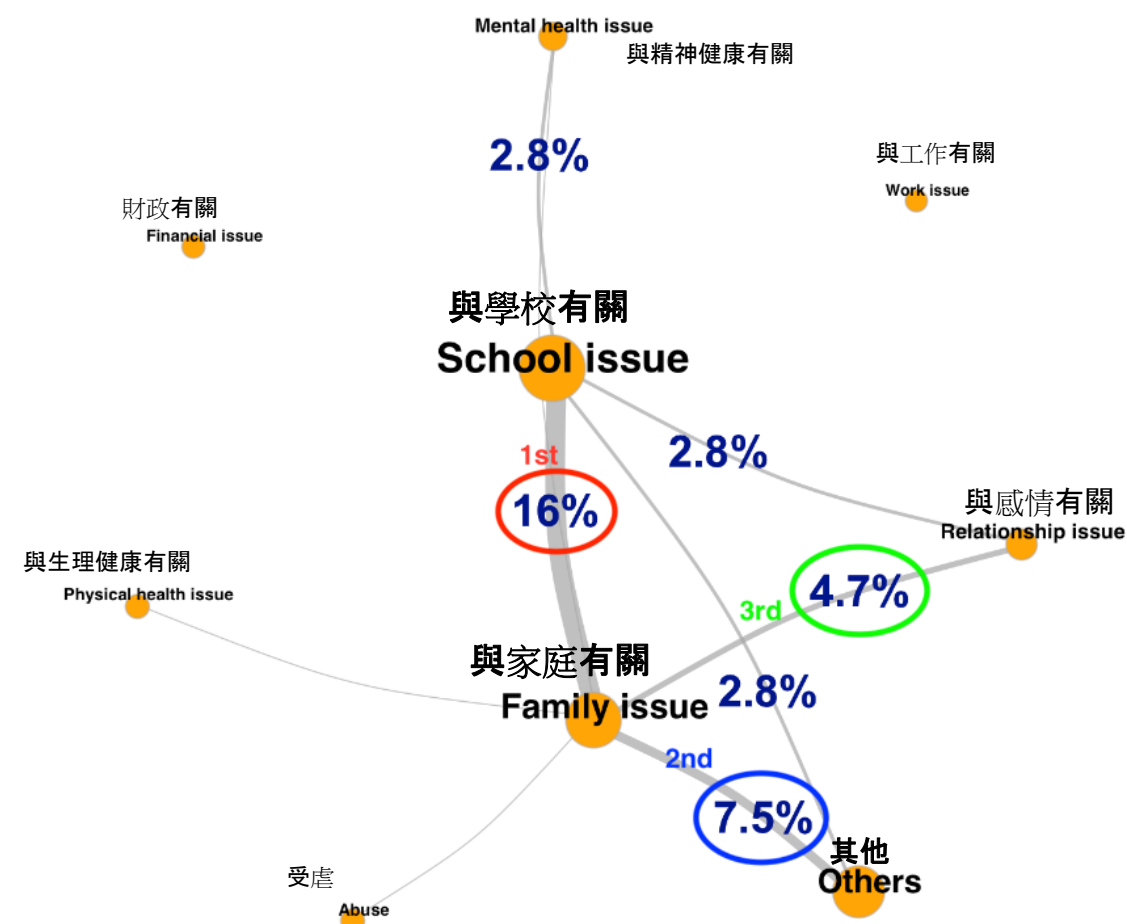 Mental health issue
與精神健康有關
2.8%
與工作有關
Work issue
財政有關
Financial issue
與學校有關
School issue
2.8%
1st
16%
與感情有關
Relationship issue
與生理健康有關
Physical health issue
4.7%
3rd
與家庭有關
Family issue
2.8%
2nd
7.5%
其他
Others
受虐
Abuse